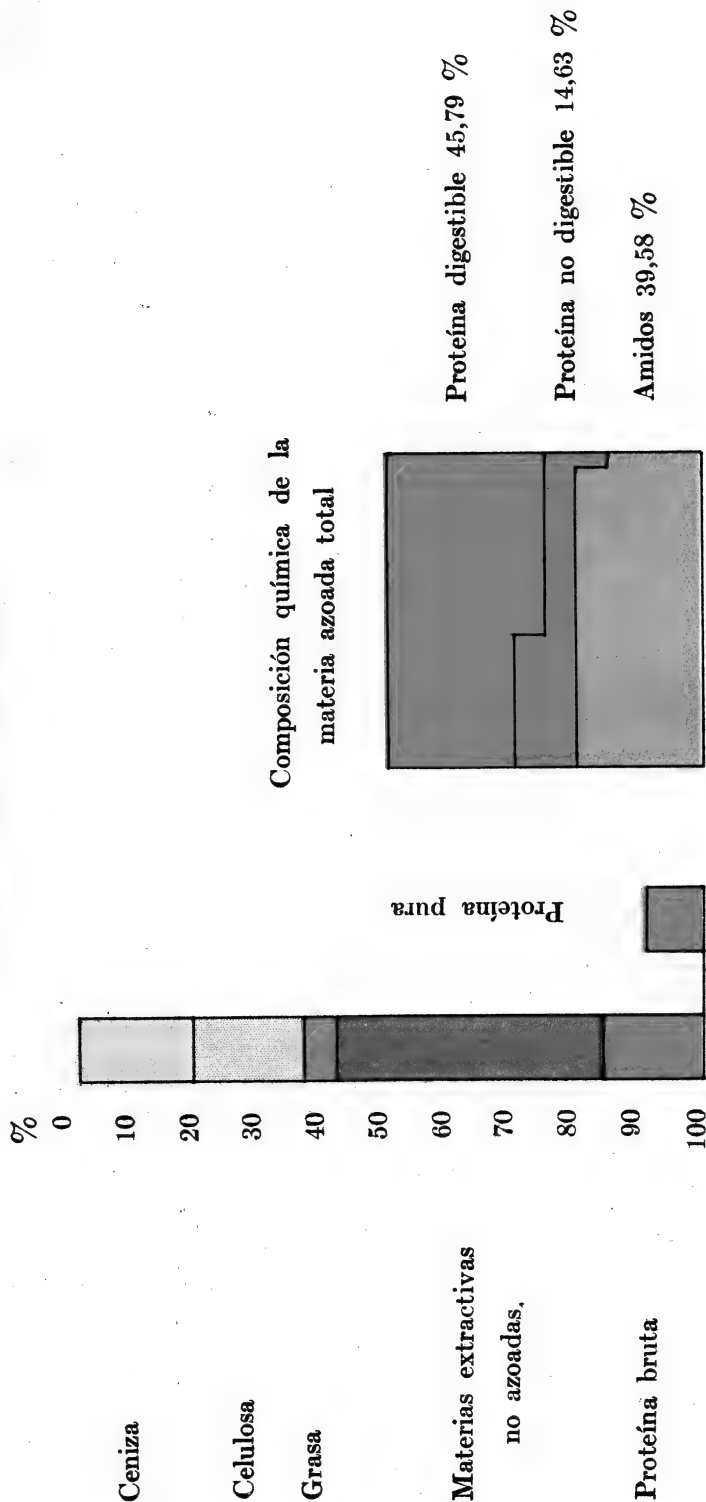 %
0
10
20
30
40
50
60
70
80
90
100
Ceniza
Celulosa
Grasa
Materias extractivas
no azoadas.
Proteína bruta
Proteína pura
Composición química de la
materia azoada total
Proteína digestible 45,79 %
Proteína no digestible 14,63 %
Amidos 39,58 %